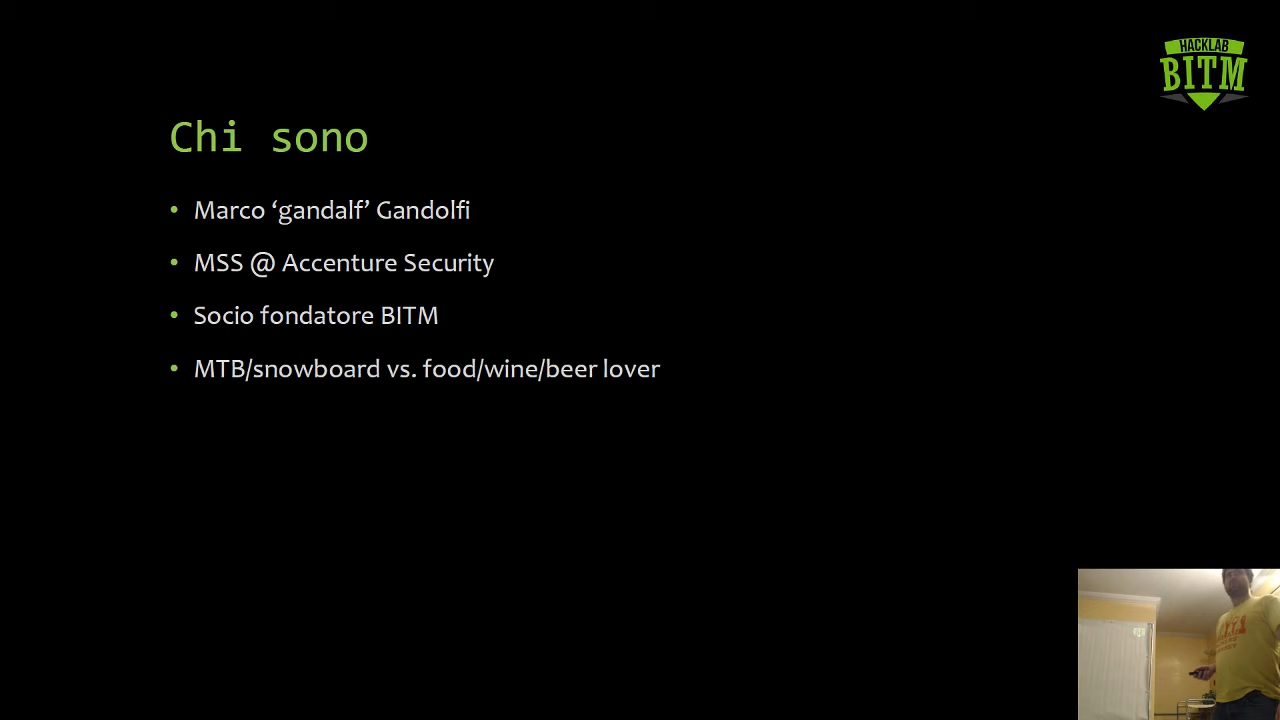 HACKLAB
BITM
Chi sono
• Marco ‘gandalf’ Gandolfi
• MSS @ Accenture Security
• Socio fondatore BITM
• MTB/snowboard vs. food/wine/beer lover